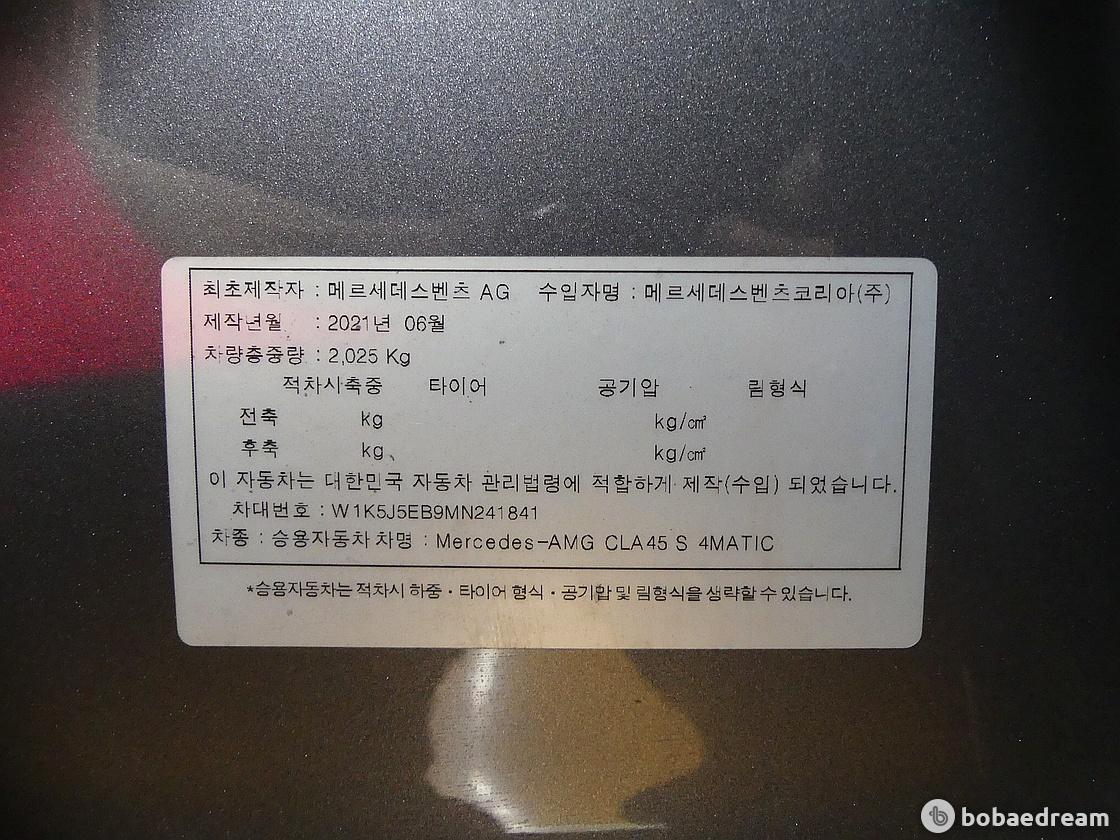 최초제작자 : 메르세데스벤츠 AG 수입자명 : 메르세데스벤츠코리아(주)
제작년월 : 2021년 06월
차량총중량 : 2,025 Kg
적차시축중 타이어 공기압 림형식
전축 kg kg/㎠
후축 kg kg/㎠
이 자동차는 대한민국 자동차 관리법령에 적합하게 제작(수입) 되었습니다.
차대번호 : W1K5J5EB9MN241841
차종 : 승용자동차 차명 : Mercedes-AMG CLA45 S 4MATIC
*승용자동차는 적차시 하중 · 타이어 형식 · 공기압 및 림형식을 생략할 수 있습니다.
bobaedream